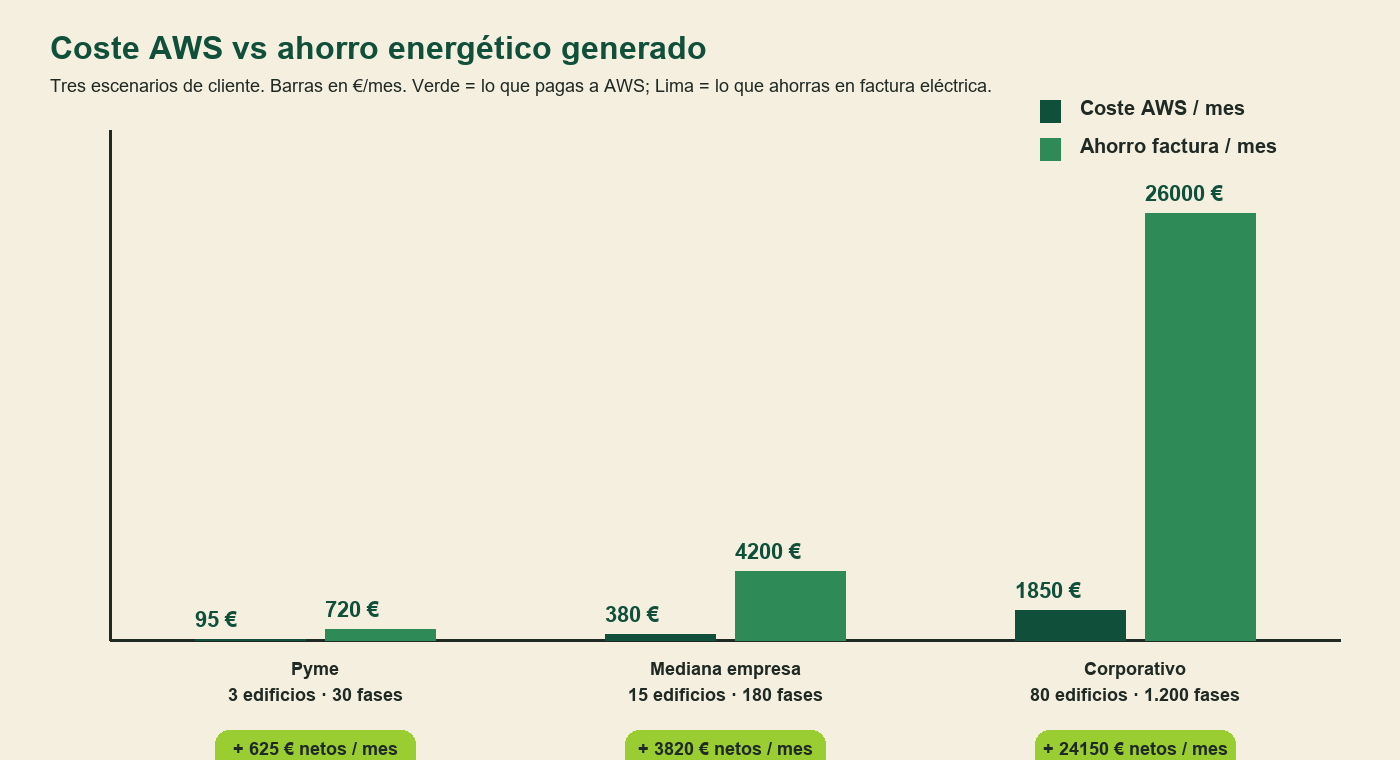 Coste AWS vs ahorro energético generado
Tres escenarios de cliente. Barras en €/mes. Verde = lo que pagas a AWS; Lima = lo que ahorras en factura eléctrica.
Coste AWS / mes
Ahorro factura / mes
26000 €
4200 €
1850 €
95 €
720 €
380 €
Pyme
3 edificios · 30 fases
Mediana empresa
15 edificios · 180 fases
Corporativo
80 edificios · 1.200 fases
+ 625 € netos / mes
+ 3820 € netos / mes
+ 24150 € netos / mes